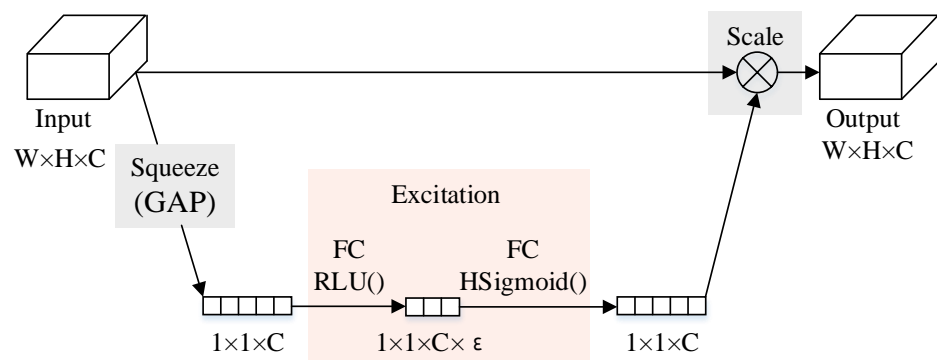 Scale
Input
W×H×C
Output
W×H×C
Squeeze
(GAP)
Excitation
FC
RLU()
FC
HSigmoid()
1×1×C
1×1×C× ε
1×1×C